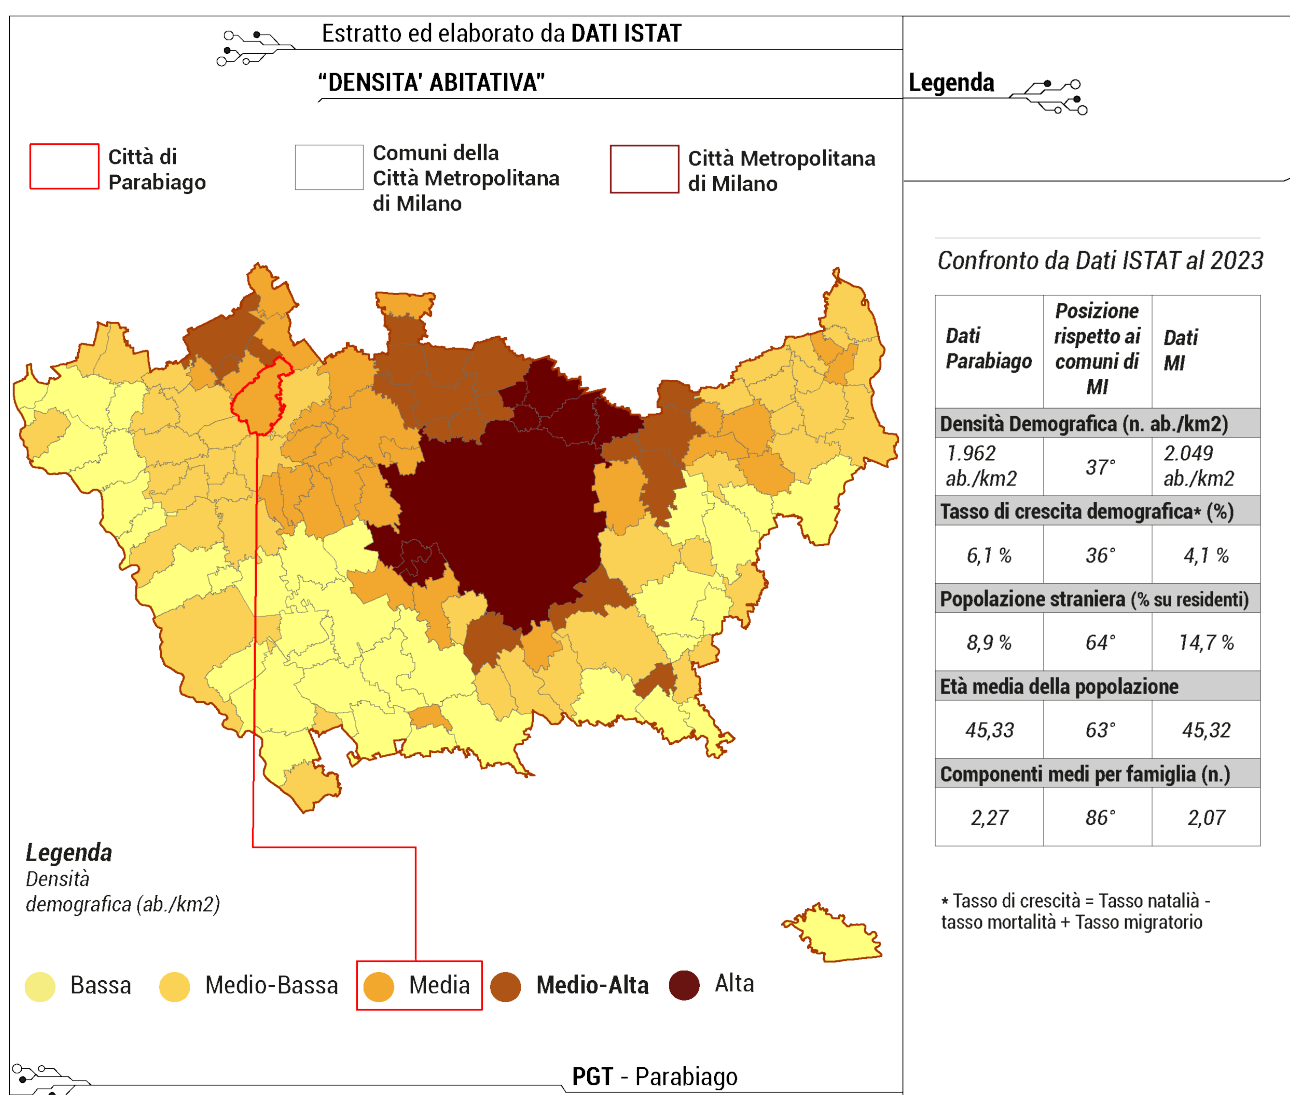 Estratto ed elaborato da DATI ISTAT
“DENSITA’ ABITATIVA”
Legenda
Città di
Parabiago
Comuni della
Città Metropolitana
di Milano
Città Metropolitana
di Milano
Confronto da Dati ISTAT al 2023
Dati
Parabiago
Posizione
rispetto ai
comuni di
MI
Dati
MI
Densità Demografica (n. ab./km2)
1.962
ab./km2
37°
2.049
ab./km2
Tasso di crescita demografica* (%)
6,1 %
36°
4,1 %
Popolazione straniera (% su residenti)
8,9 %
64°
14,7 %
Età media della popolazione
45,33
63°
45,32
Componenti medi per famiglia (n.)
2,27
86°
2,07
* Tasso di crescità = Tasso natalià -
tasso mortalità + Tasso migratorio
Legenda
Densità
demografica (ab./km2)
Bassa
Medio-Bassa
Media
Medio-Alta
Alta
PGT - Parabiago